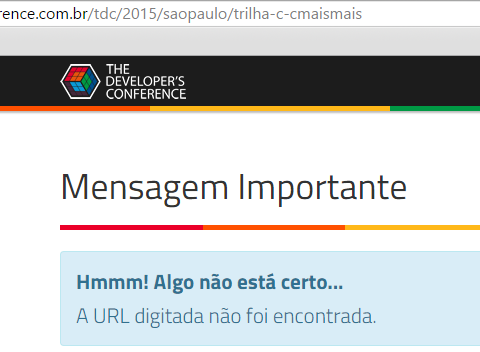 rence.com.br/tdc/2015/saopaulo/trilha-c-cmaismais
THE
DEVELOPER'S
CONFERENCE
Mensagem Importante
Hmmm! Algo não está certo...
A URL digitada não foi encontrada.